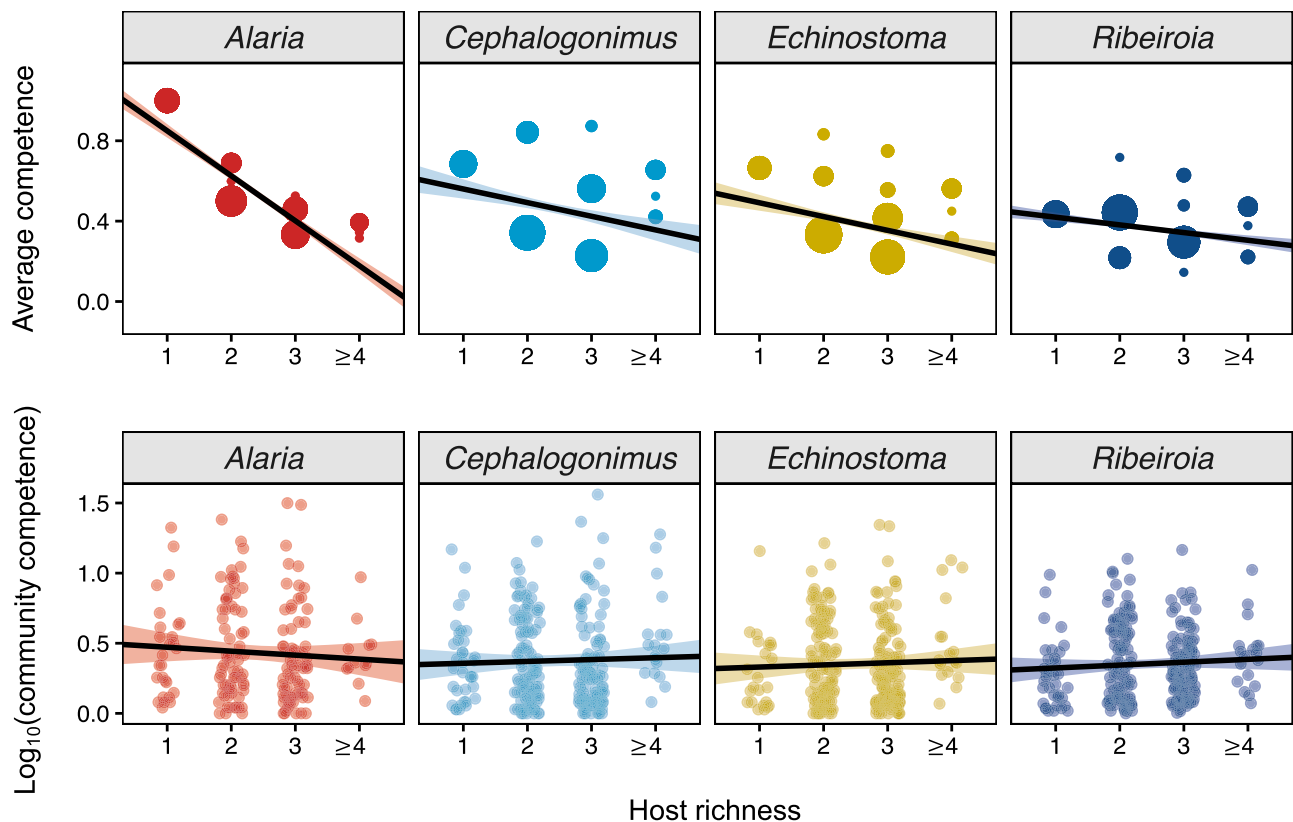 Alaria Cephalogonimus Echinostoma Ribeiroia
Average competence
0.8
0.4
0.0
1 2 3 ≥4 1 2 3 ≥4 1 2 3 ≥4 1 2 3 ≥4
Alaria Cephalogonimus Echinostoma Ribeiroia
Log₁₀(community competence)
1.5
1.0
0.5
0.0
1 2 3 ≥4 1 2 3 ≥4 1 2 3 ≥4 1 2 3 ≥4
Host richness